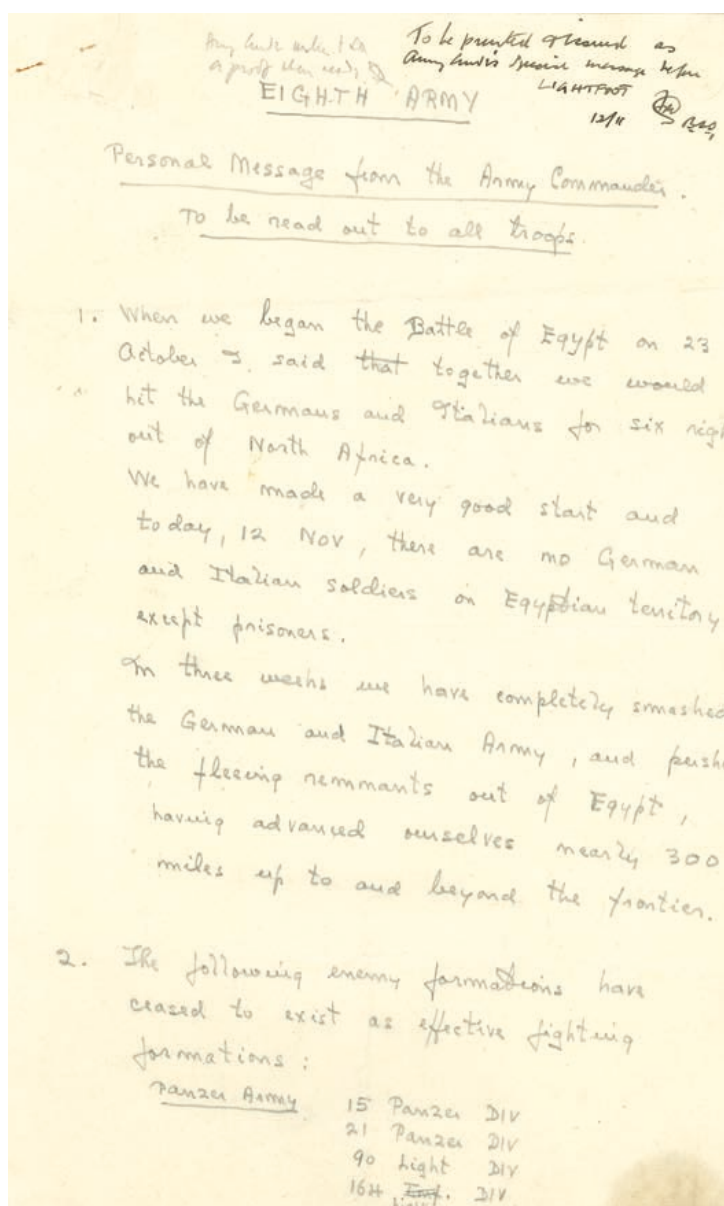 To be printed & issued as
Army Comd's special message before
LIGHTFOOT
12/11
EIGHTH ARMY
Personal Message from the Army Commander.
To be read out to all troops.
1. When we began the Battle of Egypt on 23
October I said that together we would
hit the Germans and Italians for six righ
out of North Africa.
We have made a very good start and
today, 12 Nov, there are no German
and Italian soldiers on Egyptian territory
except prisoners.
In three weeks we have completely smashed
the German and Italian Army, and pushe
the fleeing remnants out of Egypt,
having advanced ourselves nearly 300
miles up to and beyond the frontier.
2. The following enemy formations have
ceased to exist as effective fighting
formations:
Panzer Army 15 Panzer DIV
21 Panzer DIV
90 Light DIV
164 DIV